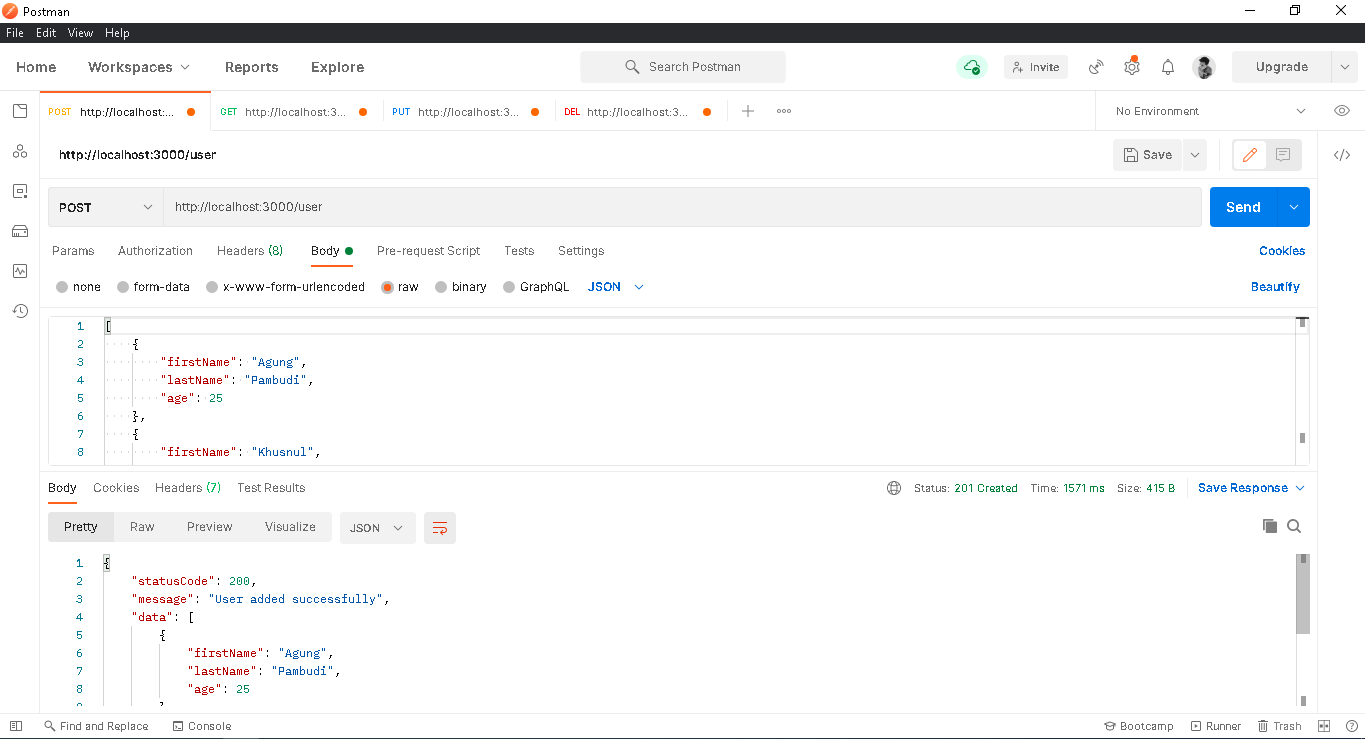 Postman
File Edit View Help
Home Workspaces Reports Explore Search Postman Invite Upgrade
POST http://localhost:... GET http://localhost:3... PUT http://localhost:3... DEL http://localhost:3... No Environment
http://localhost:3000/user Save
POST http://localhost:3000/user Send
Params Authorization Headers (8) Body Pre-request Script Tests Settings Cookies
none form-data x-www-form-urlencoded raw binary GraphQL JSON Beautify
1 [
2 {
3 "firstName": "Agung",
4 "lastName": "Pambudi",
5 "age": 25
6 },
7 {
8 "firstName": "Khusnul",
Body Cookies Headers (7) Test Results Status: 201 Created Time: 1571 ms Size: 415 B Save Response
Pretty Raw Preview Visualize JSON
1 {
2 "statusCode": 200,
3 "message": "User added successfully",
4 "data": [
5 {
6 "firstName": "Agung",
7 "lastName": "Pambudi",
8 "age": 25
Find and Replace Console Bootcamp Runner Trash